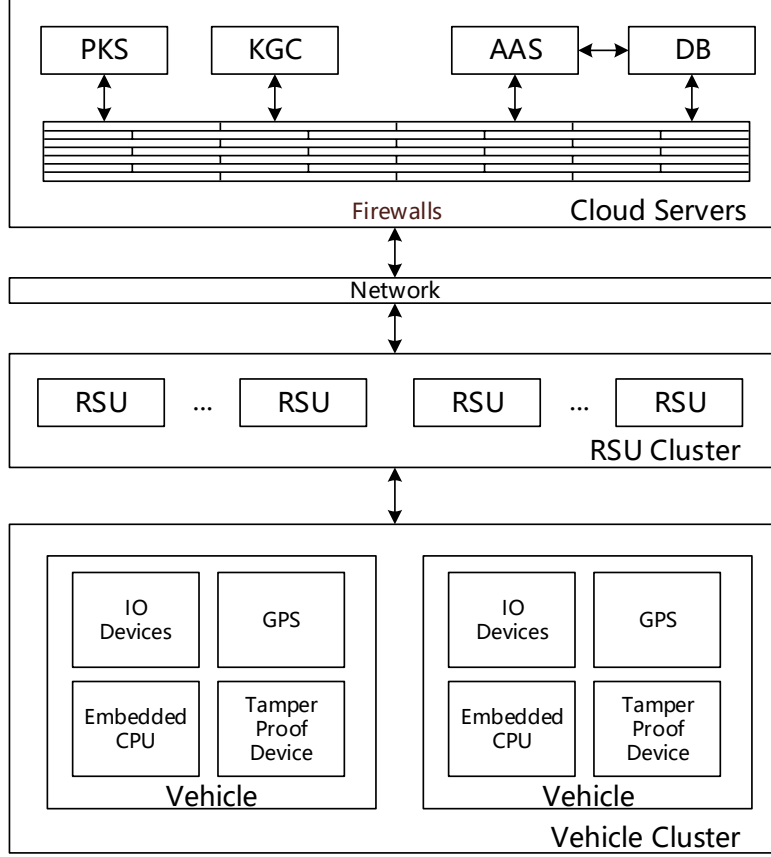 PKS
KGC
AAS
DB
Firewalls
Cloud Servers
Network
RSU
...
RSU
RSU
...
RSU
RSU Cluster
IO
Devices
GPS
Embedded
CPU
Tamper
Proof
Device
Vehicle
IO
Devices
GPS
Embedded
CPU
Tamper
Proof
Device
Vehicle
Vehicle Cluster